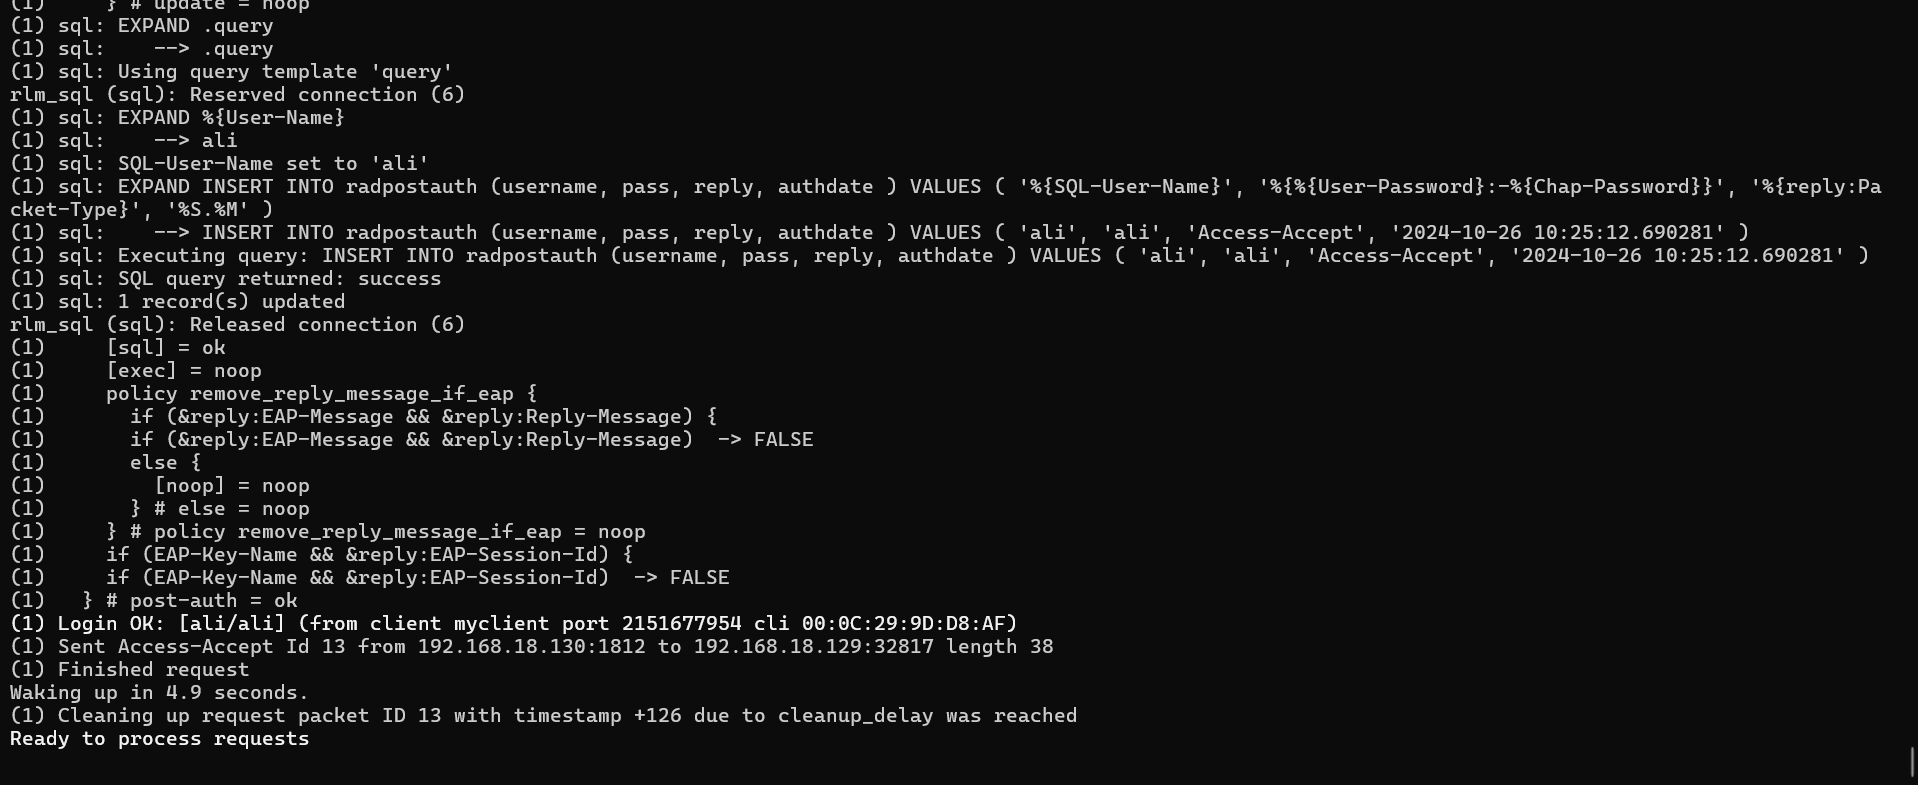 (1)     } # update = noop
(1) sql: EXPAND .query
(1) sql:    --> .query
(1) sql: Using query template 'query'
rlm_sql (sql): Reserved connection (6)
(1) sql: EXPAND %{User-Name}
(1) sql:    --> ali
(1) sql: SQL-User-Name set to 'ali'
(1) sql: EXPAND INSERT INTO radpostauth (username, pass, reply, authdate ) VALUES ( '%{SQL-User-Name}', '%{%{User-Password}:-%{Chap-Password}}', '%{reply:Pa
cket-Type}', '%S.%M' )
(1) sql:    --> INSERT INTO radpostauth (username, pass, reply, authdate ) VALUES ( 'ali', 'ali', 'Access-Accept', '2024-10-26 10:25:12.690281' )
(1) sql: Executing query: INSERT INTO radpostauth (username, pass, reply, authdate ) VALUES ( 'ali', 'ali', 'Access-Accept', '2024-10-26 10:25:12.690281' )
(1) sql: SQL query returned: success
(1) sql: 1 record(s) updated
rlm_sql (sql): Released connection (6)
(1)     [sql] = ok
(1)     [exec] = noop
(1)     policy remove_reply_message_if_eap {
(1)       if (&reply:EAP-Message && &reply:Reply-Message) {
(1)       if (&reply:EAP-Message && &reply:Reply-Message)  -> FALSE
(1)       else {
(1)         [noop] = noop
(1)       } # else = noop
(1)     } # policy remove_reply_message_if_eap = noop
(1)     if (EAP-Key-Name && &reply:EAP-Session-Id) {
(1)     if (EAP-Key-Name && &reply:EAP-Session-Id)  -> FALSE
(1)   } # post-auth = ok
(1) Login OK: [ali/ali] (from client myclient port 2151677954 cli 00:0C:29:9D:D8:AF)
(1) Sent Access-Accept Id 13 from 192.168.18.130:1812 to 192.168.18.129:32817 length 38
(1) Finished request
Waking up in 4.9 seconds.
(1) Cleaning up request packet ID 13 with timestamp +126 due to cleanup_delay was reached
Ready to process requests